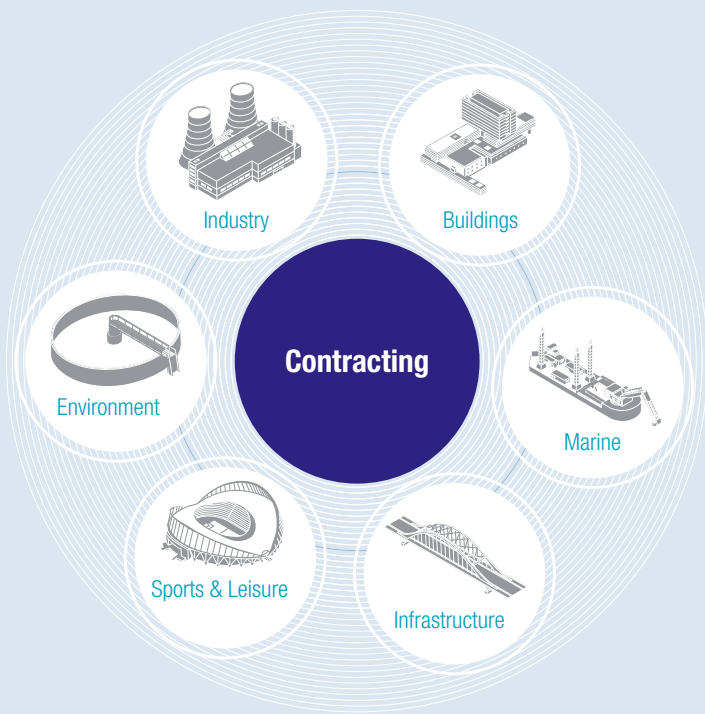 Industry
Buildings
Contracting
Environment
Marine
Sports & Leisure
Infrastructure